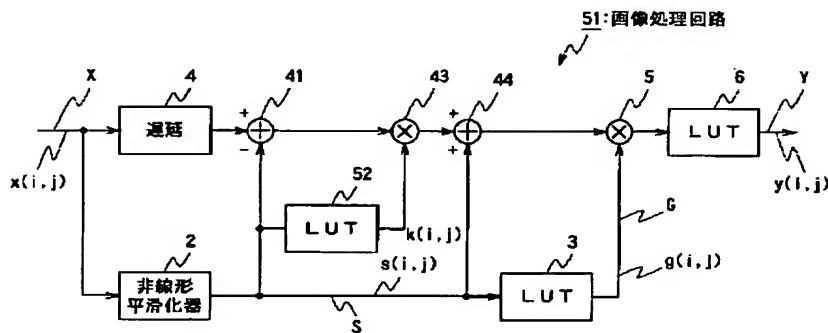 51:画像処理回路
X
4
41
43
44
5
6
Y
遅延
+
-
+
+
LUT
x(i,j)
y(i,j)
52
LUT
k(i,j)
G
2
s(i,j)
3
g(i,j)
非線形
平滑化器
LUT
S